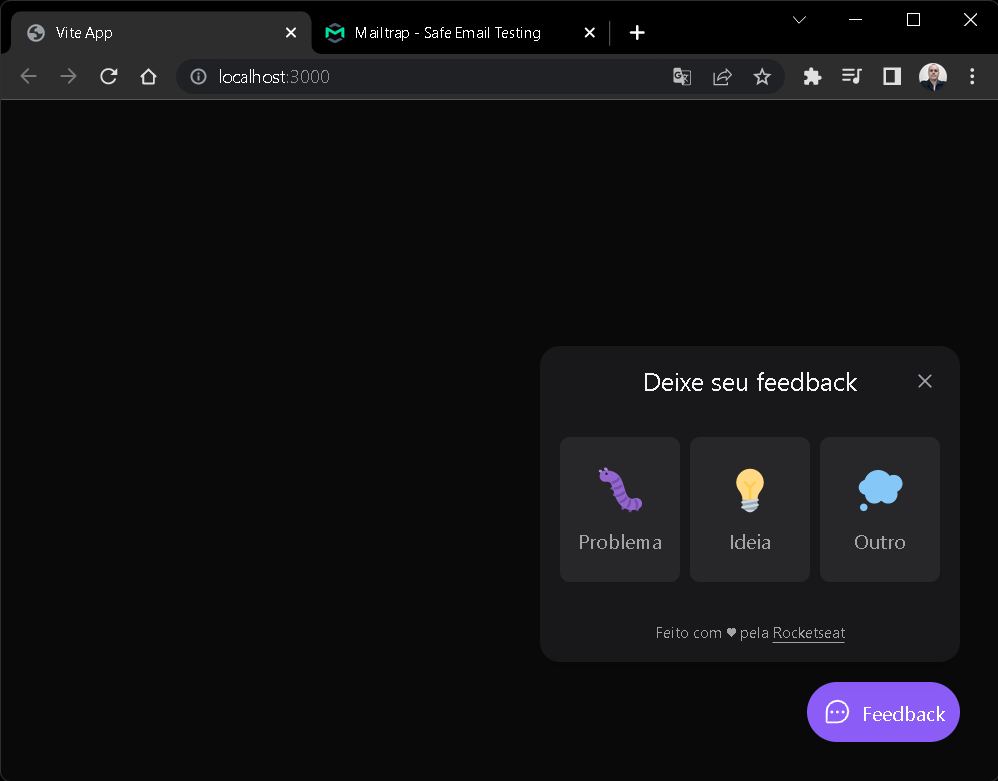 Vite App
Mailtrap - Safe Email Testing
localhost:3000
Deixe seu feedback
Problema
Ideia
Outro
Feito com ♥ pela Rocketseat
Feedback